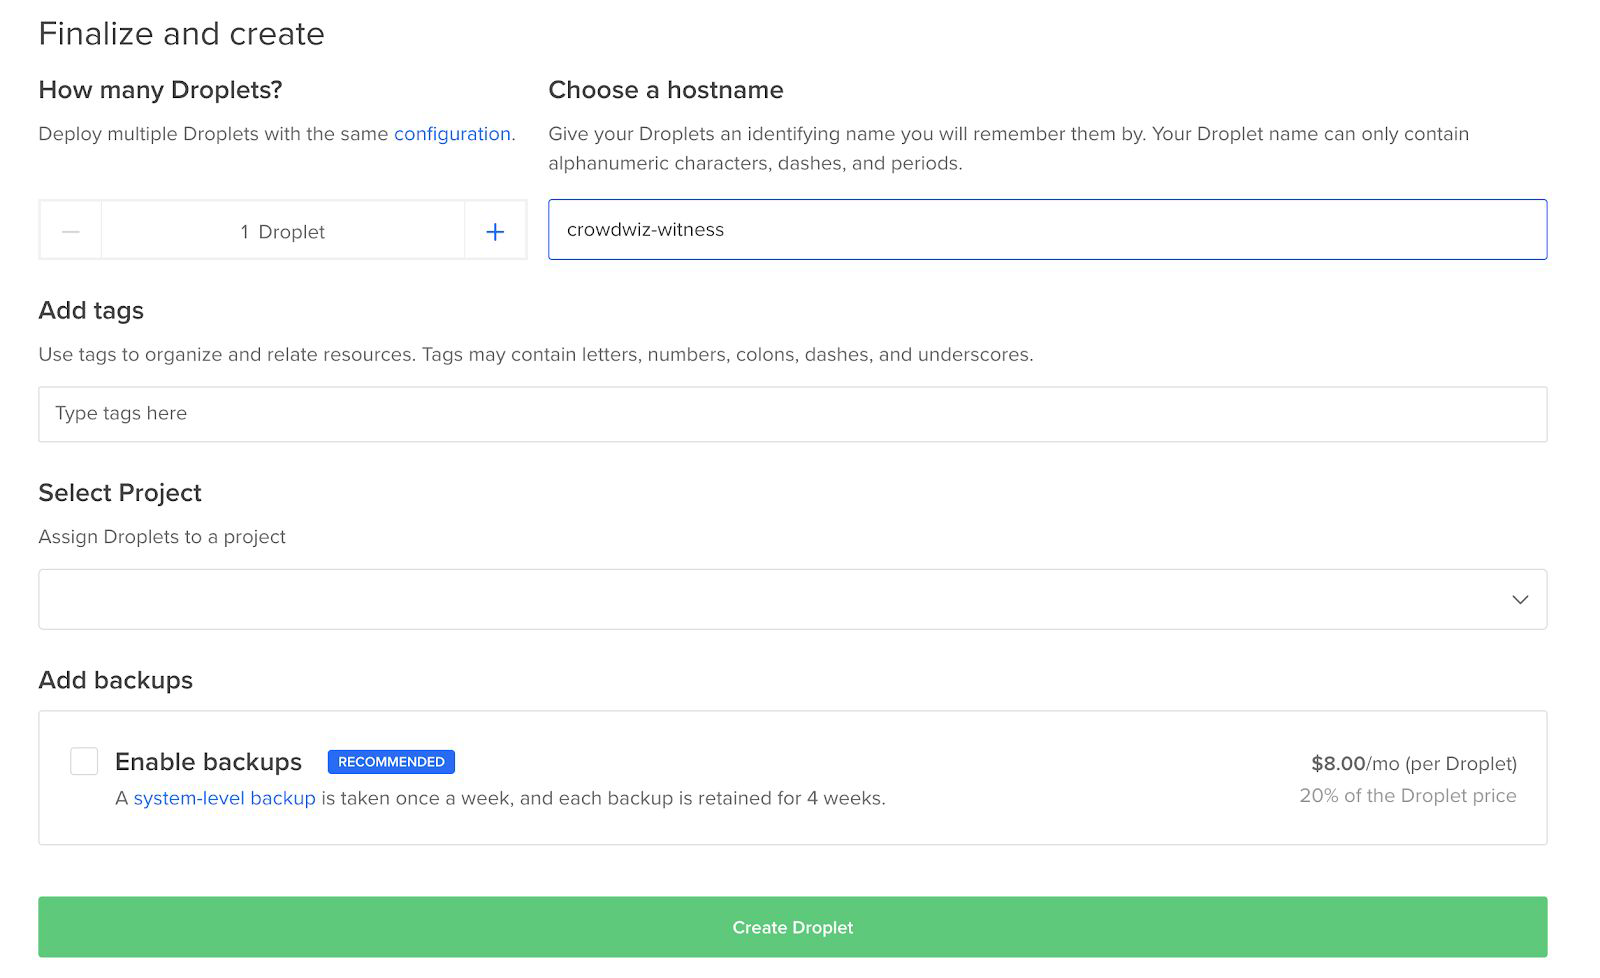 Finalize and create
How many Droplets?
Deploy multiple Droplets with the same configuration.
1 Droplet
Choose a hostname
Give your Droplets an identifying name you will remember them by. Your Droplet name can only contain
alphanumeric characters, dashes, and periods.
crowdwiz-witness
Add tags
Use tags to organize and relate resources. Tags may contain letters, numbers, colons, dashes, and underscores.
Type tags here
Select Project
Assign Droplets to a project
Add backups
Enable backups RECOMMENDED
A system-level backup is taken once a week, and each backup is retained for 4 weeks.
$8.00/mo (per Droplet)
20% of the Droplet price
Create Droplet